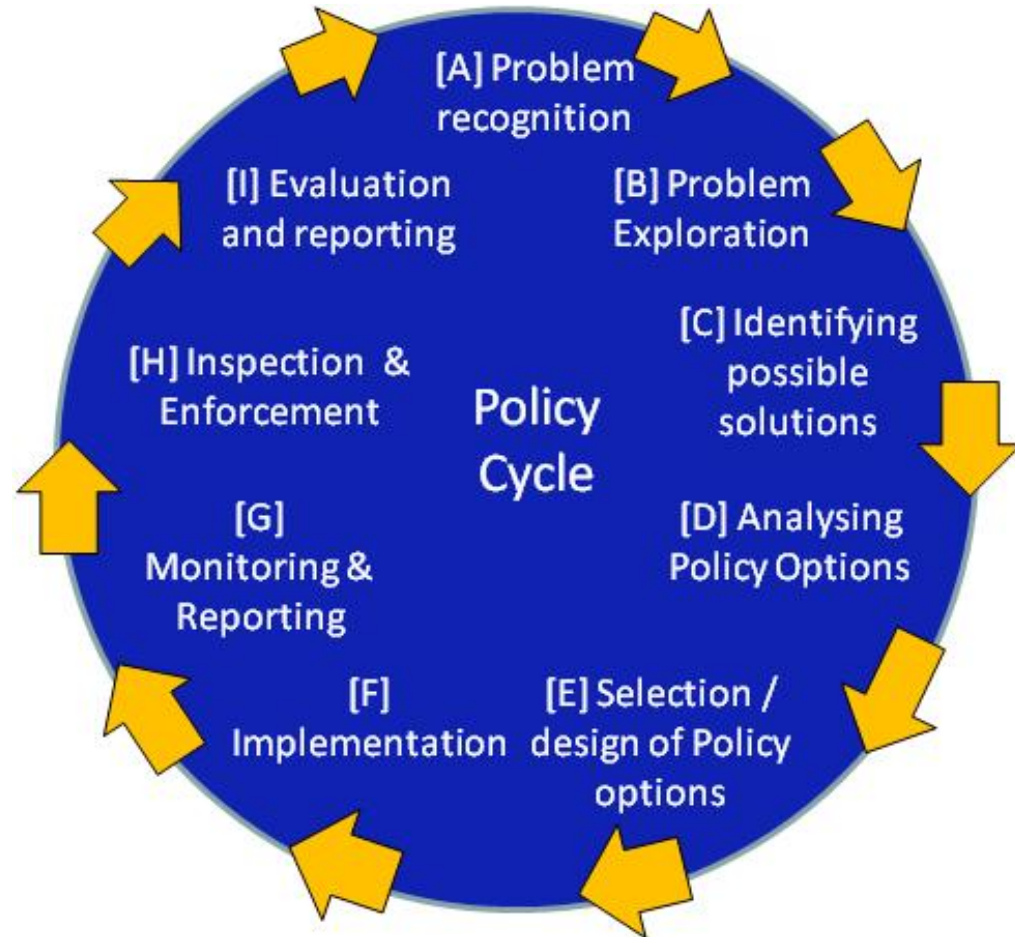 [A] Problem
recognition
[B] Problem
Exploration
[C] Identifying
possible
solutions
[D] Analysing
Policy Options
[E] Selection /
design of Policy
options
[F]
Implementation
[G]
Monitoring &
Reporting
[H] Inspection &
Enforcement
[I] Evaluation
and reporting
Policy
Cycle